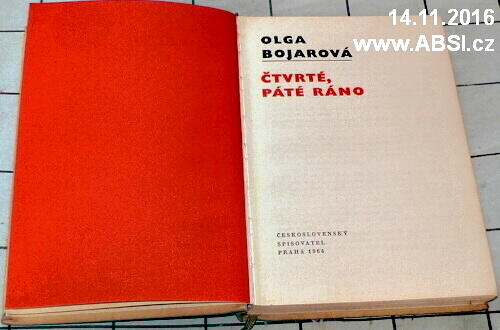 14.11.2016
www.ABSI.cz
OLGA
BOJAROVÁ
ČTVRTÉ,
PÁTÉ RÁNO
ČESKOSLOVENSKÝ
SPISOVATEL
PRAHA 1964